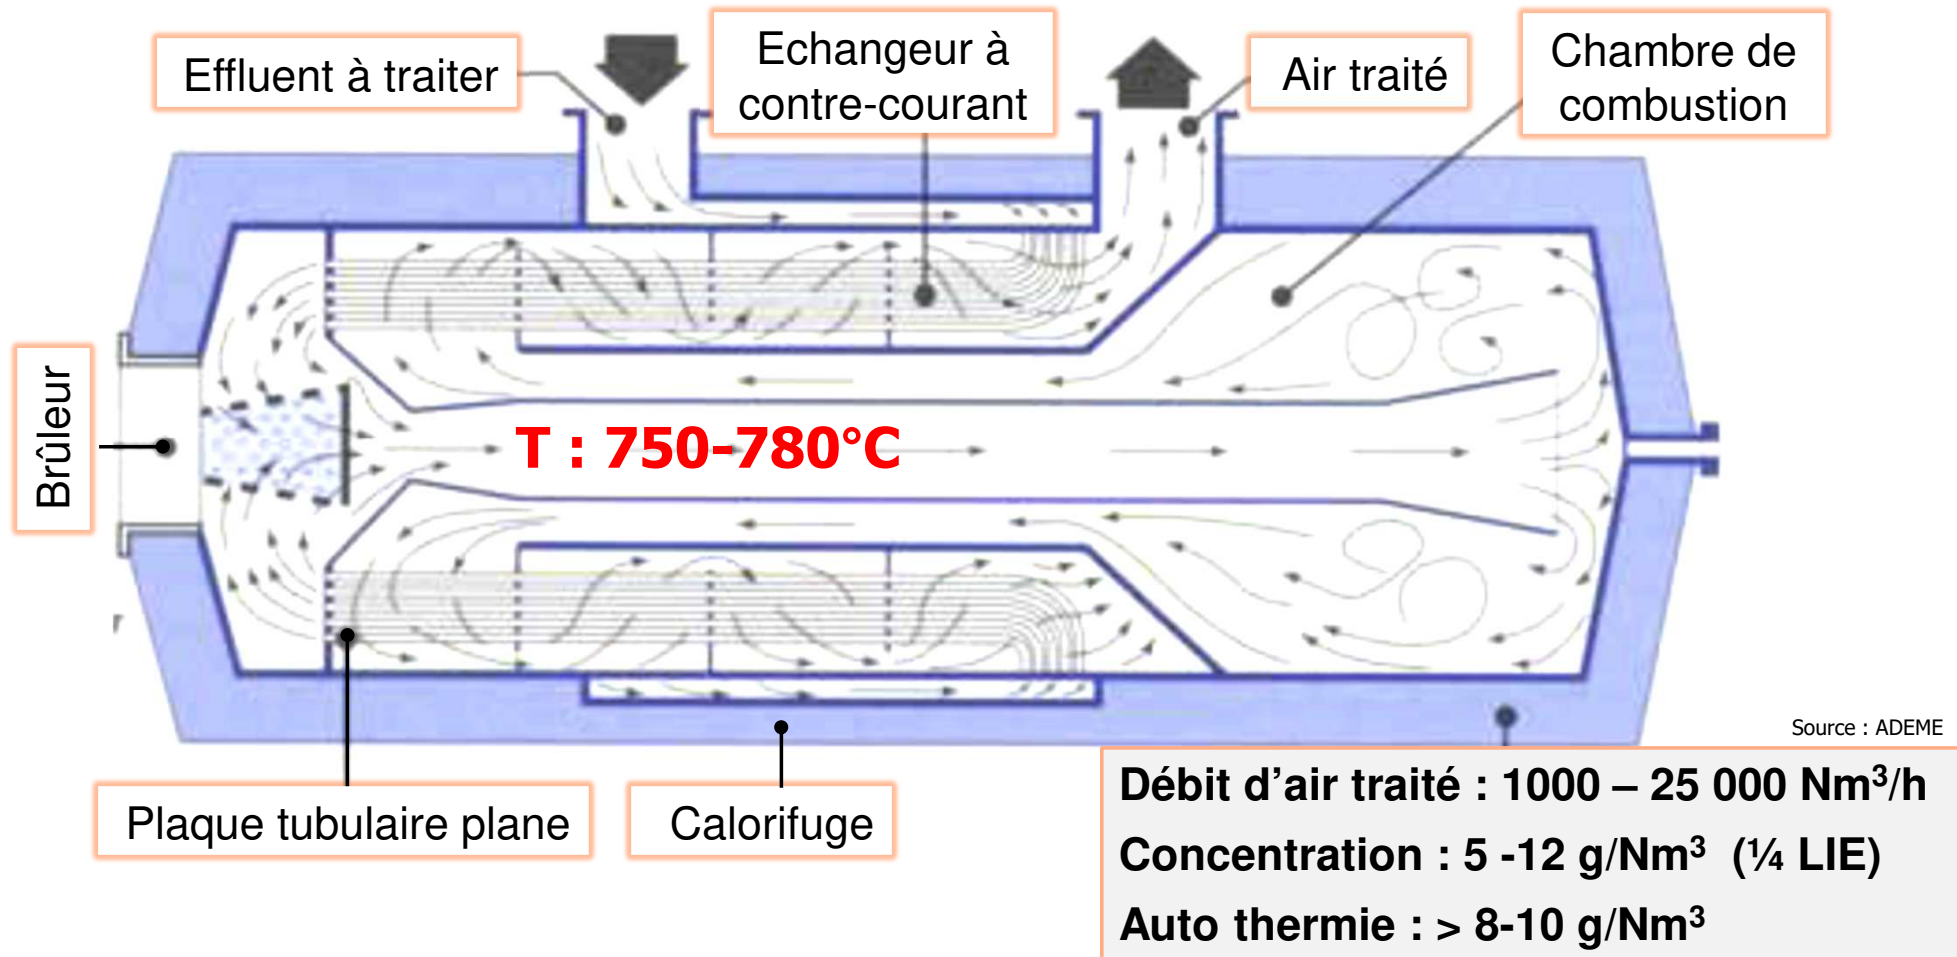 Effluent à traiter
Echangeur à
contre-courant
Air traité
Chambre de
combustion
Brûleur
T : 750-780°C
Source : ADEME
Plaque tubulaire plane
Calorifuge
Débit d’air traité : 1000 – 25 000 Nm³/h
Concentration : 5 -12 g/Nm³ (¼ LIE)
Auto thermie : > 8-10 g/Nm³